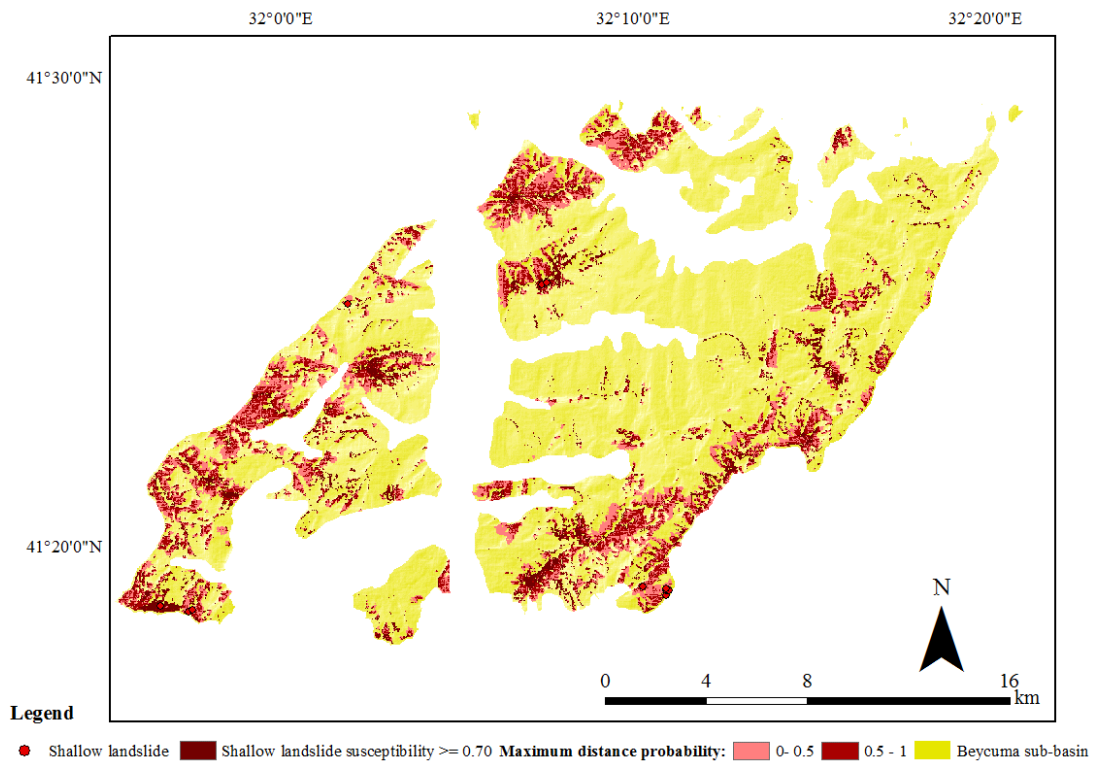 32°0'0"E 32°10'0"E 32°20'0"E
41°30'0"N
41°20'0"N
N
0 4 8 16
km
Legend
Shallow landslide Shallow landslide susceptibility >= 0.70 Maximum distance probability: 0- 0.5 0.5 - 1 Beycuma sub-basin